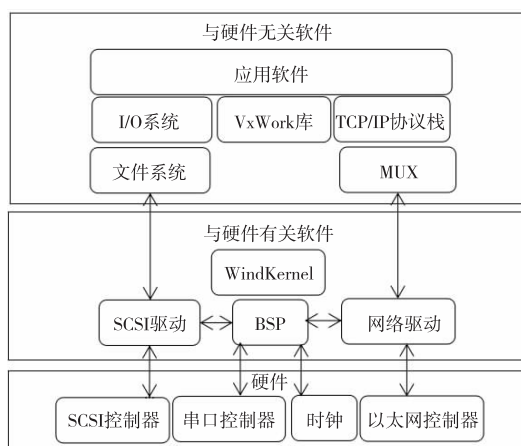 与硬件无关软件
应用软件
I/O系统 VxWork库 TCP/IP协议栈
文件系统 MUX
与硬件有关软件
WindKernel
SCSI驱动 BSP 网络驱动
硬件
SCSI控制器 串口控制器 时钟 以太网控制器